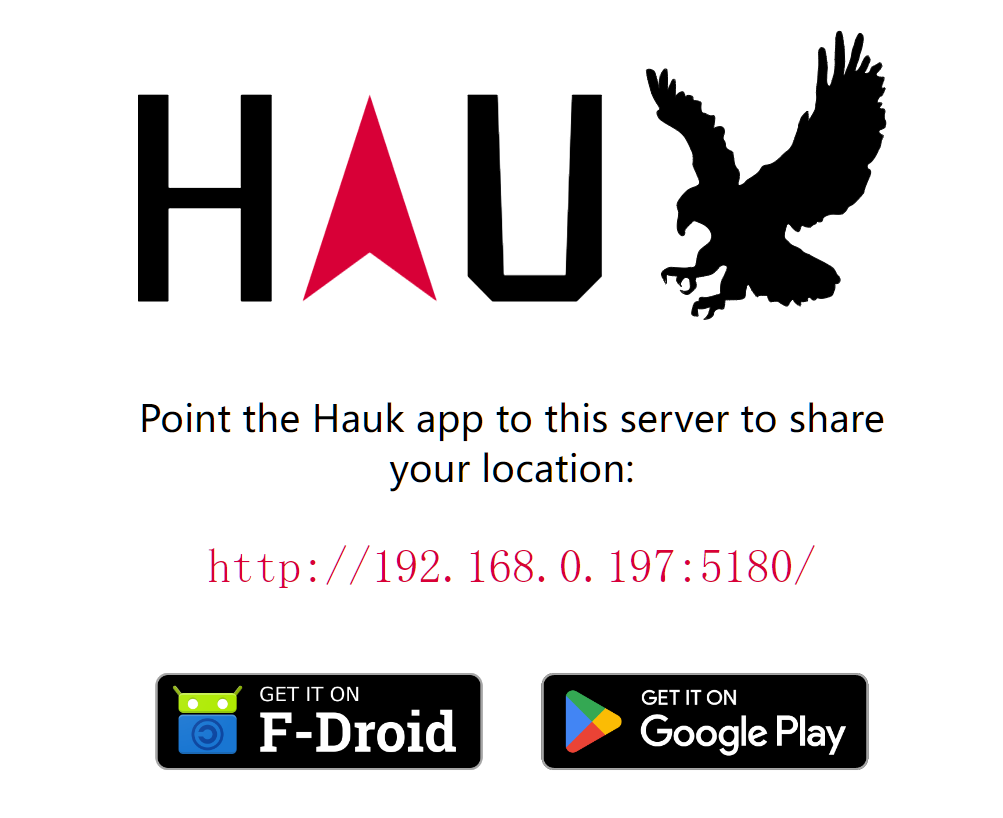 HAU
Point the Hauk app to this server to share
your location:
http://192.168.0.197:5180/
GET IT ON
F-Droid
GET IT ON
Google Play